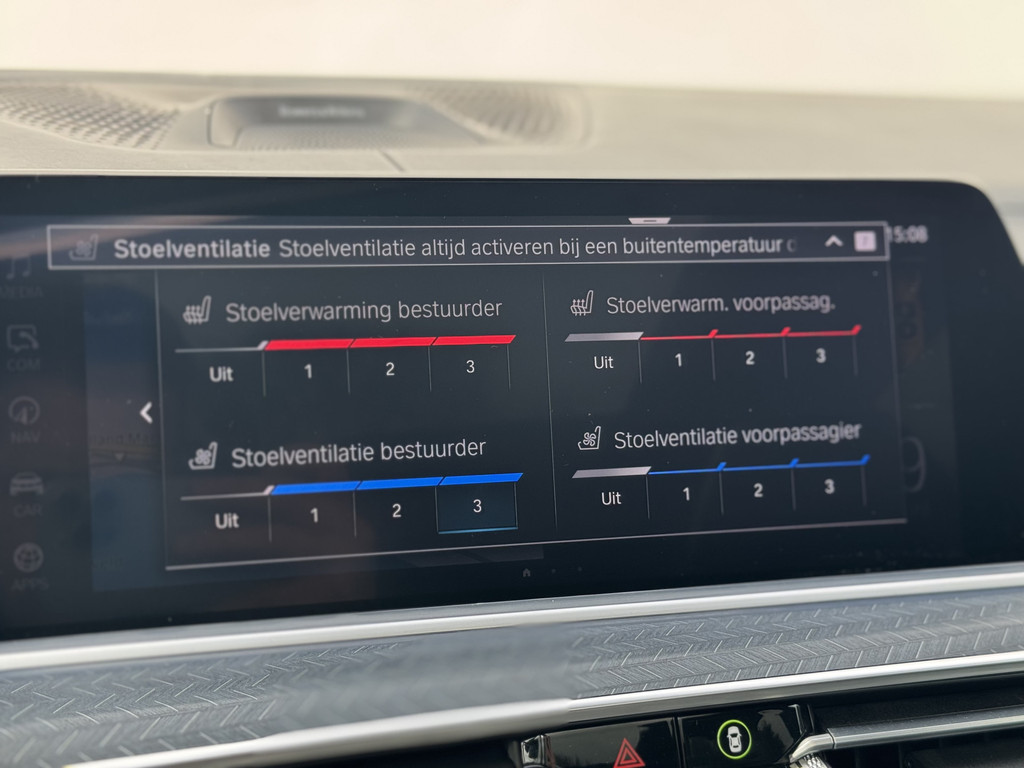 Stoelventilatie Stoelventilatie altijd activeren bij een buitentemperatuur
15:08
MEDIA
COM
NAV
CAR
APPS
Stoelverwarming bestuurder
Uit 1 2 3
Stoelverwarm. voorpassag.
Uit 1 2 3
Stoelventilatie bestuurder
Uit 1 2 3
Stoelventilatie voorpassagier
Uit 1 2 3